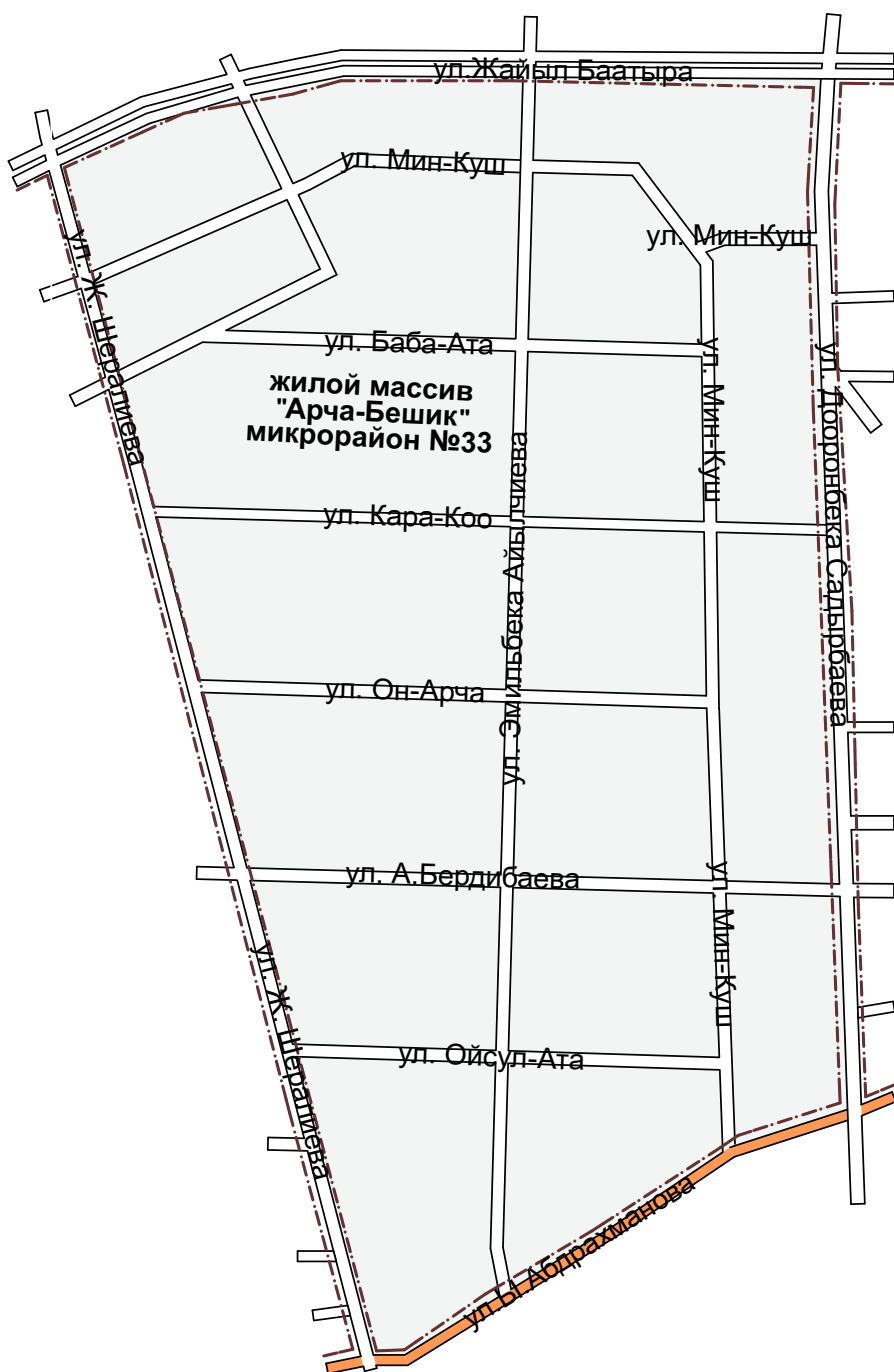 ул.Жайыл Баатыра
ул. Мин-Куш
ул. Мин-Куш
ул. Ж. Шералиева
ул. Баба-Ата
ул. Мин-Куш
ул. Дооронбека Садырбаева
жилой массив
"Арча-Бешик"
микрорайон №33
ул. Эмильбека Айылчиева
ул. Кара-Коо
ул. Он-Арча
ул. А.Бердибаева
ул. Мин-Куш
ул. Ж. Шералиева
ул. Ойсул-Ата
ул.Ы.Абдрахманова